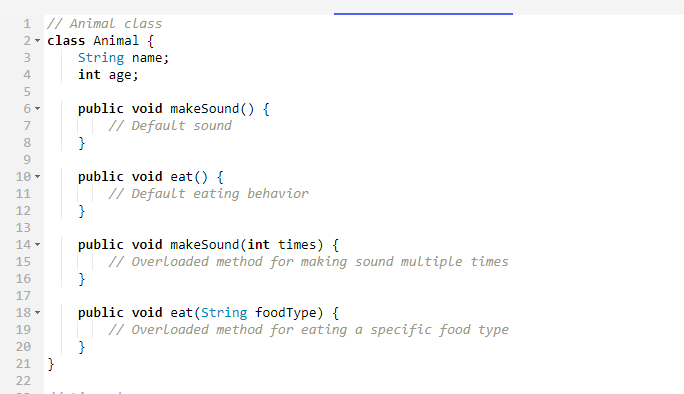 1 // Animal class
2 class Animal {
3 String name;
4 int age;
5
6 public void makeSound() {
7 // Default sound
8 }
9
10 public void eat() {
11 // Default eating behavior
12 }
13
14 public void makeSound(int times) {
15 // Overloaded method for making sound multiple times
16 }
17
18 public void eat(String foodType) {
19 // Overloaded method for eating a specific food type
20 }
21 }
22